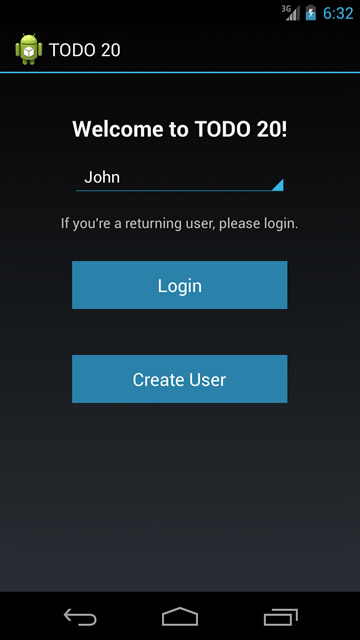 3G 6:32
TODO 20
Welcome to TODO 20!
John
If you're a returning user, please login.
Login
Create User